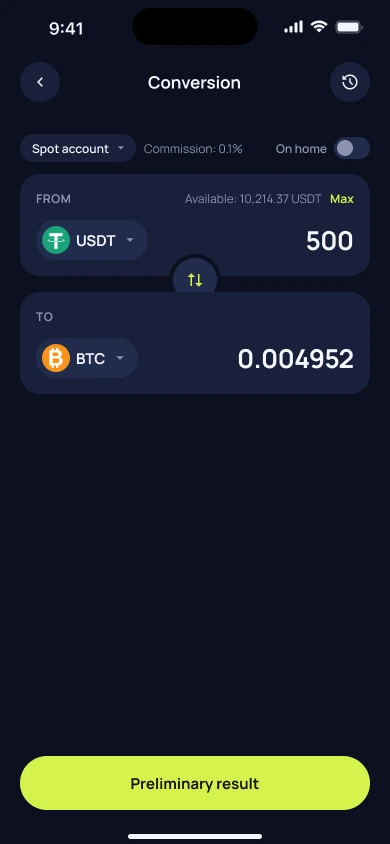 9:41
Conversion
Spot account Commission: 0.1% On home
FROM Available: 10,214.37 USDT Max
USDT 500
TO
BTC 0.004952
Preliminary result